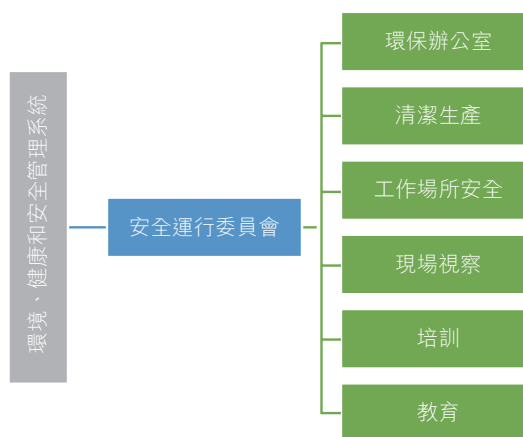 環境、健康和安全管理系統
安全運行委員會
環保辦公室
清潔生產
工作場所安全
現場視察
培訓
教育